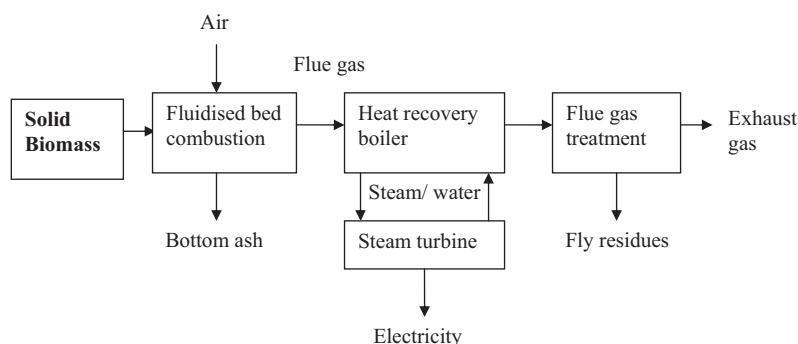 Air
Flue gas
Solid
Biomass
Fluidised bed
combustion
Heat recovery
boiler
Flue gas
treatment
Exhaust
gas
Steam/ water
Bottom ash
Steam turbine
Fly residues
Electricity